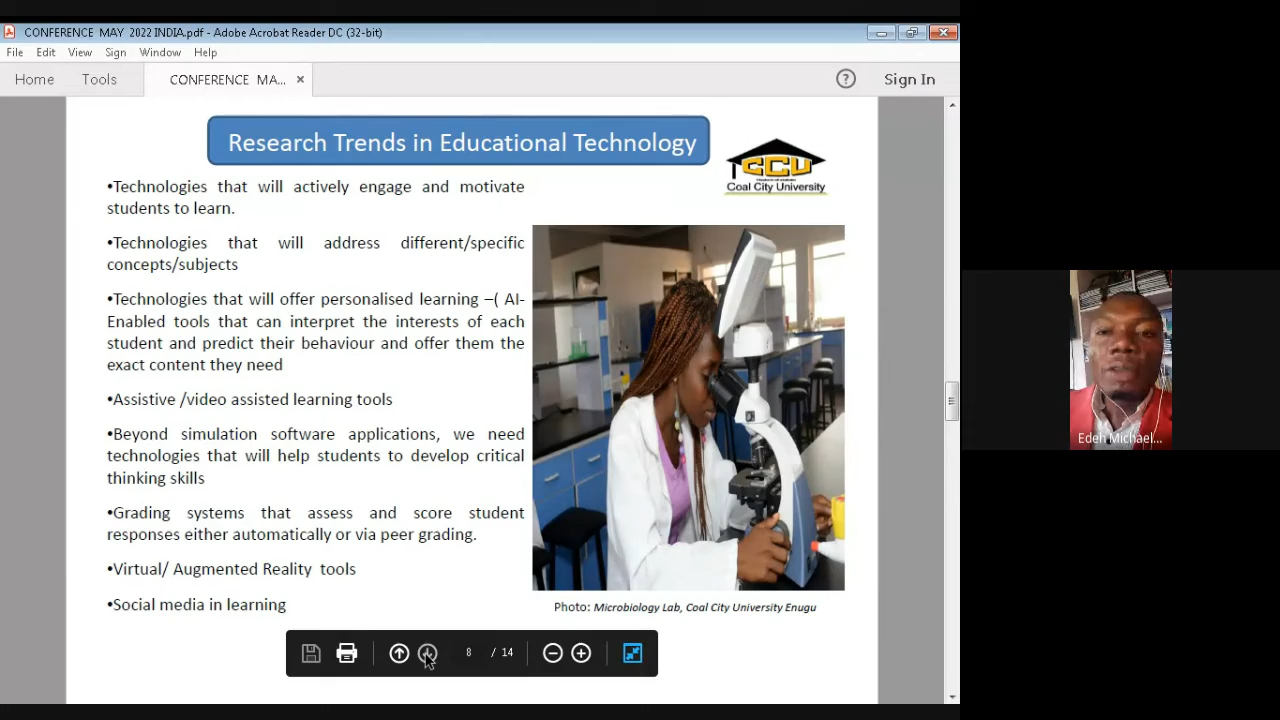 CONFERENCE MAY 2022 INDIA.pdf - Adobe Acrobat Reader DC (32-bit)
File Edit View Sign Window Help
Home Tools CONFERENCE MA... × ? Sign In
Research Trends in Educational Technology
CCU
Coal City University
•Technologies that will actively engage and motivate
students to learn.
•Technologies that will address different/specific
concepts/subjects
•Technologies that will offer personalised learning –( AI-
Enabled tools that can interpret the interests of each
student and predict their behaviour and offer them the
exact content they need
•Assistive /video assisted learning tools
•Beyond simulation software applications, we need
technologies that will help students to develop critical
thinking skills
•Grading systems that assess and score student
responses either automatically or via peer grading.
•Virtual/ Augmented Reality tools
•Social media in learning
Photo: Microbiology Lab, Coal City University Enugu
8 / 14
Edeh Michael...